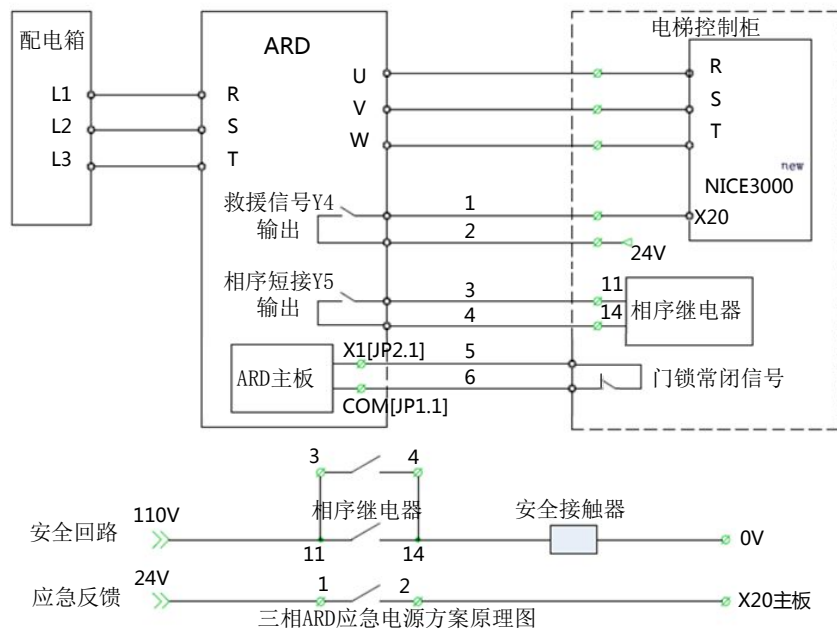 配电箱
L1
L2
L3
ARD
R
S
T
U
V
W
电梯控制柜
R
S
T
new
NICE3000
X20
救援信号Y4
输出
1
2
24V
相序短接Y5
输出
3
4
11
14
相序继电器
ARD主板
X1[JP2.1]
5
6
COM[JP1.1]
门锁常闭信号
3
4
安全回路
110V
相序继电器
11
14
安全接触器
0V
应急反馈
24V
1
2
X20主板
三相ARD应急电源方案原理图